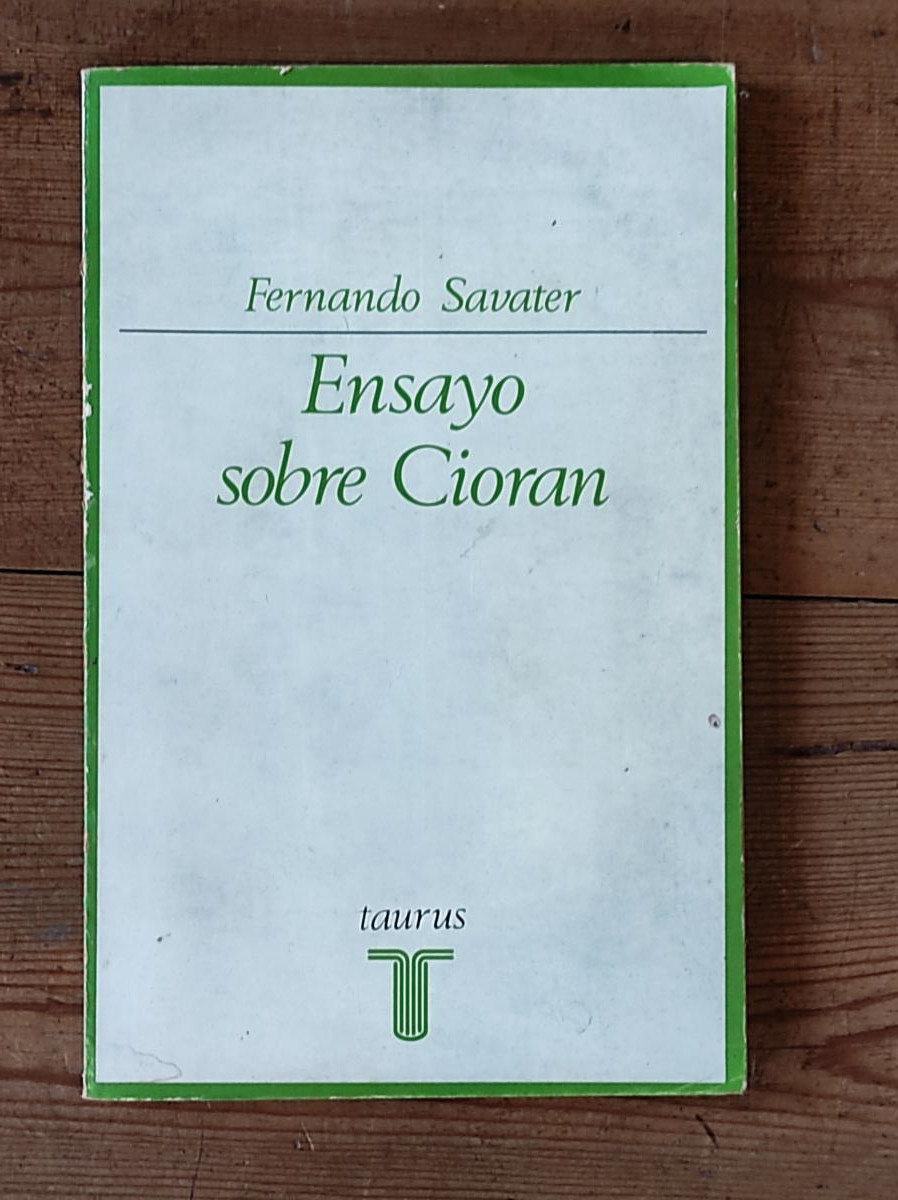 Fernando Savater
Ensayo
sobre Cioran
taurus